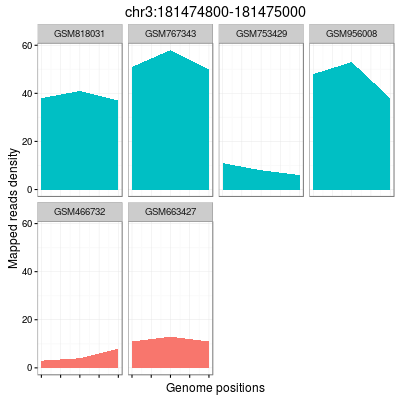 chr3:181474800-181475000
GSM818031 GSM767343 GSM753429 GSM956008
60
40
20
0
Mapped reads density
GSM466732 GSM663427
60
40
20
0
Genome positions